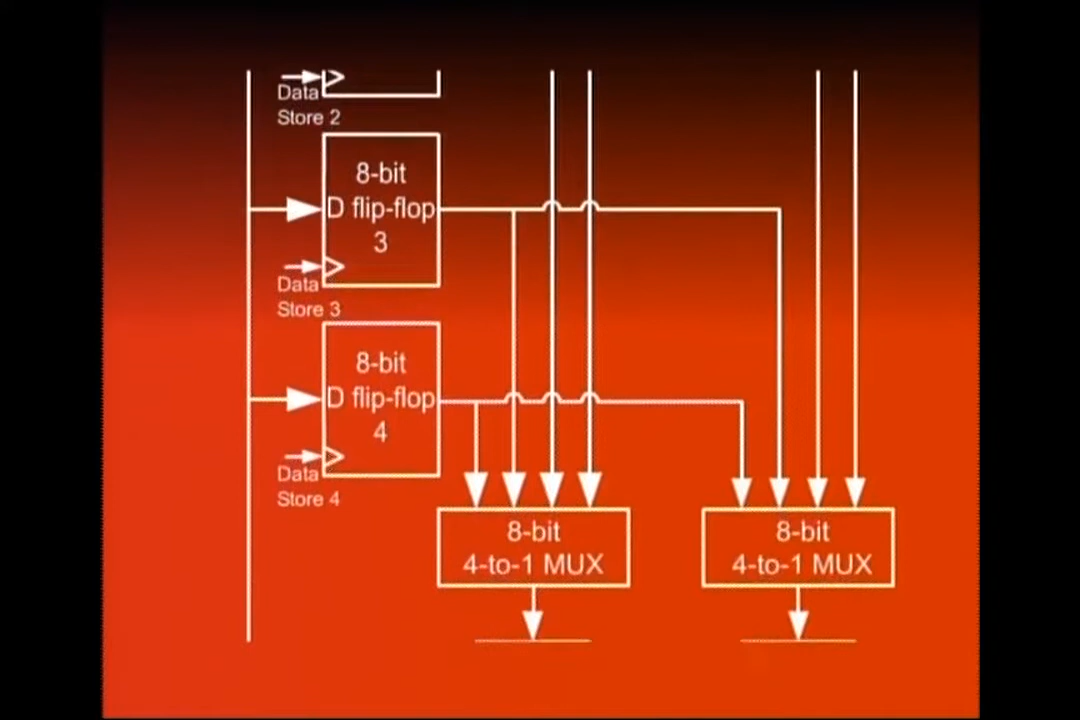 Data
Store 2
8-bit
D flip-flop
3
Data
Store 3
8-bit
D flip-flop
4
Data
Store 4
8-bit
4-to-1 MUX
8-bit
4-to-1 MUX